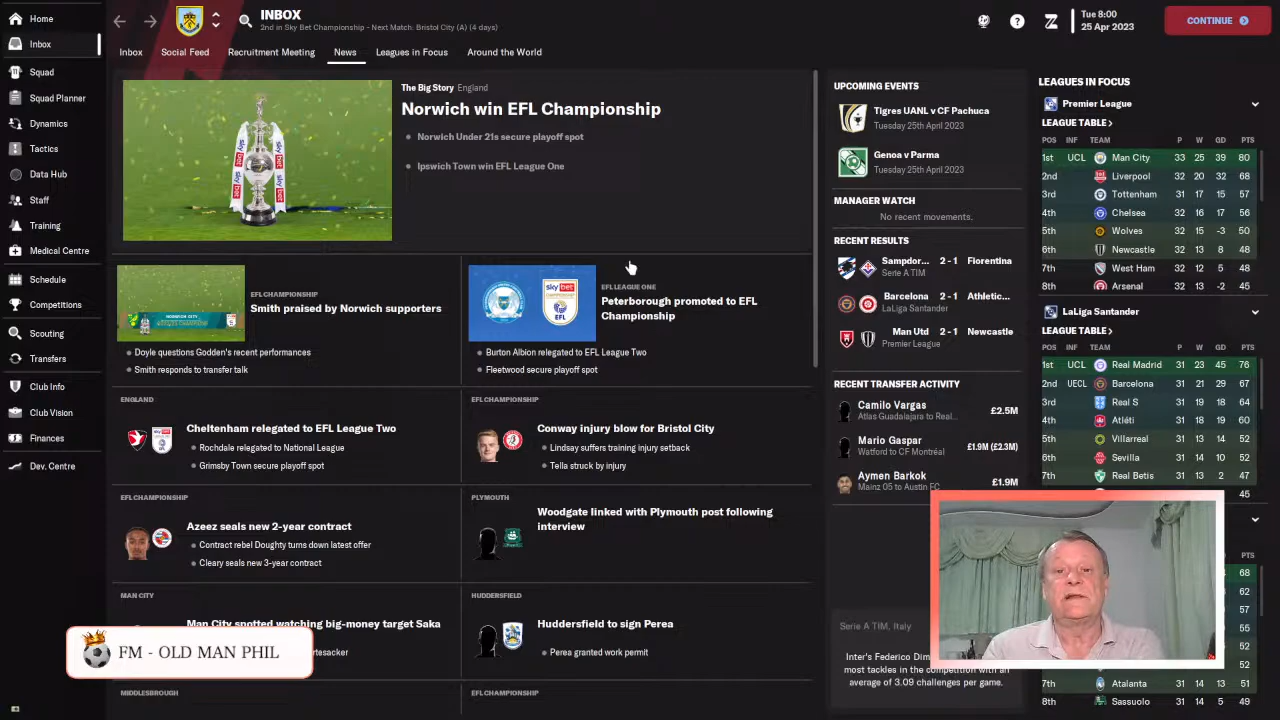 Home
Inbox
Squad
Squad Planner
Dynamics
Tactics
Data Hub
Staff
Training
Medical Centre
Schedule
Competitions
Scouting
Transfers
Club Info
Club Vision
Finances
Dev. Centre
INBOX
2nd in Sky Bet Championship - Next Match: Bristol City (A) (4 days)
Tue 8:00
25 Apr 2023
CONTINUE
Inbox Social Feed Recruitment Meeting News Leagues in Focus Around the World
The Big Story England
Norwich win EFL Championship
Norwich Under 21s secure playoff spot
Ipswich Town win EFL League One
EFL CHAMPIONSHIP
Smith praised by Norwich supporters
Doyle questions Godden's recent performances
Smith responds to transfer talk
EFL LEAGUE ONE
Peterborough promoted to EFL
Championship
Burton Albion relegated to EFL League Two
Fleetwood secure playoff spot
ENGLAND
Cheltenham relegated to EFL League Two
Rochdale relegated to National League
Grimsby Town secure playoff spot
EFL CHAMPIONSHIP
Conway injury blow for Bristol City
Lindsay suffers training injury setback
Tella struck by injury
EFL CHAMPIONSHIP
Azeez seals new 2-year contract
Contract rebel Doughty turns down latest offer
Cleary seals new 3-year contract
PLYMOUTH
Woodgate linked with Plymouth post following
interview
MAN CITY
Man City spotted watching big-money target Saka
rtesacker
HUDDERSFIELD
Huddersfield to sign Perea
Perea granted work permit
MIDDLESBROUGH
EFL CHAMPIONSHIP
FM - OLD MAN PHIL
UPCOMING EVENTS
Tigres UANL v CF Pachuca
Tuesday 25th April 2023
Genoa v Parma
Tuesday 25th April 2023
MANAGER WATCH
No recent movements.
RECENT RESULTS
Sampdor... 2 - 1 Fiorentina
Serie A TIM
Barcelona 2 - 1 Athletic...
LaLiga Santander
Man Utd 2 - 1 Newcastle
Premier League
RECENT TRANSFER ACTIVITY
Camilo Vargas £2.5M
Atlas Guadalajara to Real...
Mario Gaspar £1.9M (£2.3M)
Watford to CF Montréal
Aymen Barkok £1.9M
Mainz 05 to Austin FC
Serie A TIM, Italy
Inter's Federico Dim
most tackles in the competition with an
average of 3.09 challenges per game.
LEAGUES IN FOCUS
Premier League
LEAGUE TABLE>
POS INF TEAM P W GD PTS
1st UCL Man City 33 25 39 80
2nd Liverpool 32 20 32 68
3rd Tottenham 31 17 15 57
4th Chelsea 31 16 17 56
5th Wolves 32 15 -3 50
6th Newcastle 32 13 8 48
7th West Ham 32 12 5 48
8th Arsenal 32 13 -2 45
LaLiga Santander
LEAGUE TABLE>
POS INF TEAM P W GD PTS
1st UCL Real Madrid 31 23 45 76
2nd UECL Barcelona 31 21 29 67
3rd Real S 31 19 18 64
4th Atléti 31 19 18 60
5th Villarreal 31 14 13 52
6th Sevilla 31 14 10 52
7th Real Betis 31 13 2 47
45
PTS
68
62
57
55
52
52
7th Atalanta 31 14 13 51
8th Sassuolo 31 14 5 49